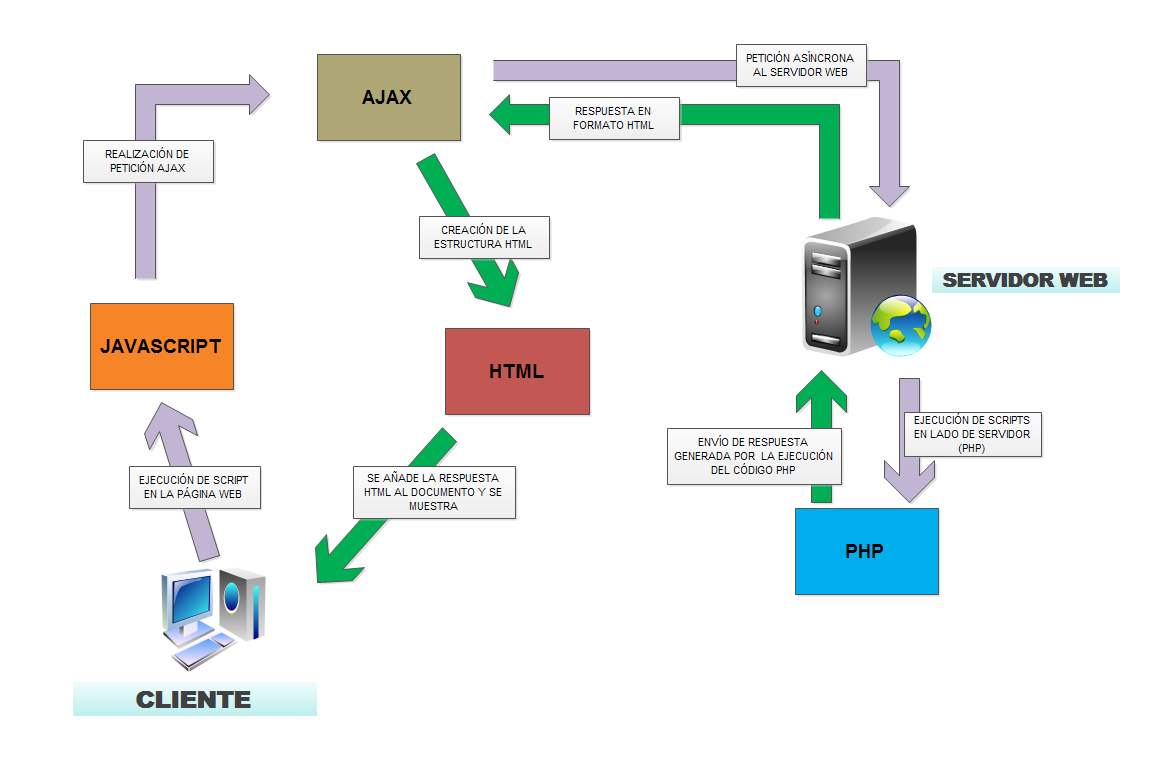 AJAX
PETICIÓN ASÍNCRONA
AL SERVIDOR WEB
RESPUESTA EN
FORMATO HTML
REALIZACIÓN DE
PETICIÓN AJAX
CREACIÓN DE LA
ESTRUCTURA HTML
SERVIDOR WEB
JAVASCRIPT
HTML
EJECUCIÓN DE SCRIPTS
EN LADO DE SERVIDOR
(PHP)
ENVÍO DE RESPUESTA
GENERADA POR LA EJECUCIÓN
DEL CÓDIGO PHP
EJECUCIÓN DE SCRIPT
EN LA PÁGINA WEB
SE AÑADE LA RESPUESTA
HTML AL DOCUMENTO Y SE
MUESTRA
PHP
CLIENTE